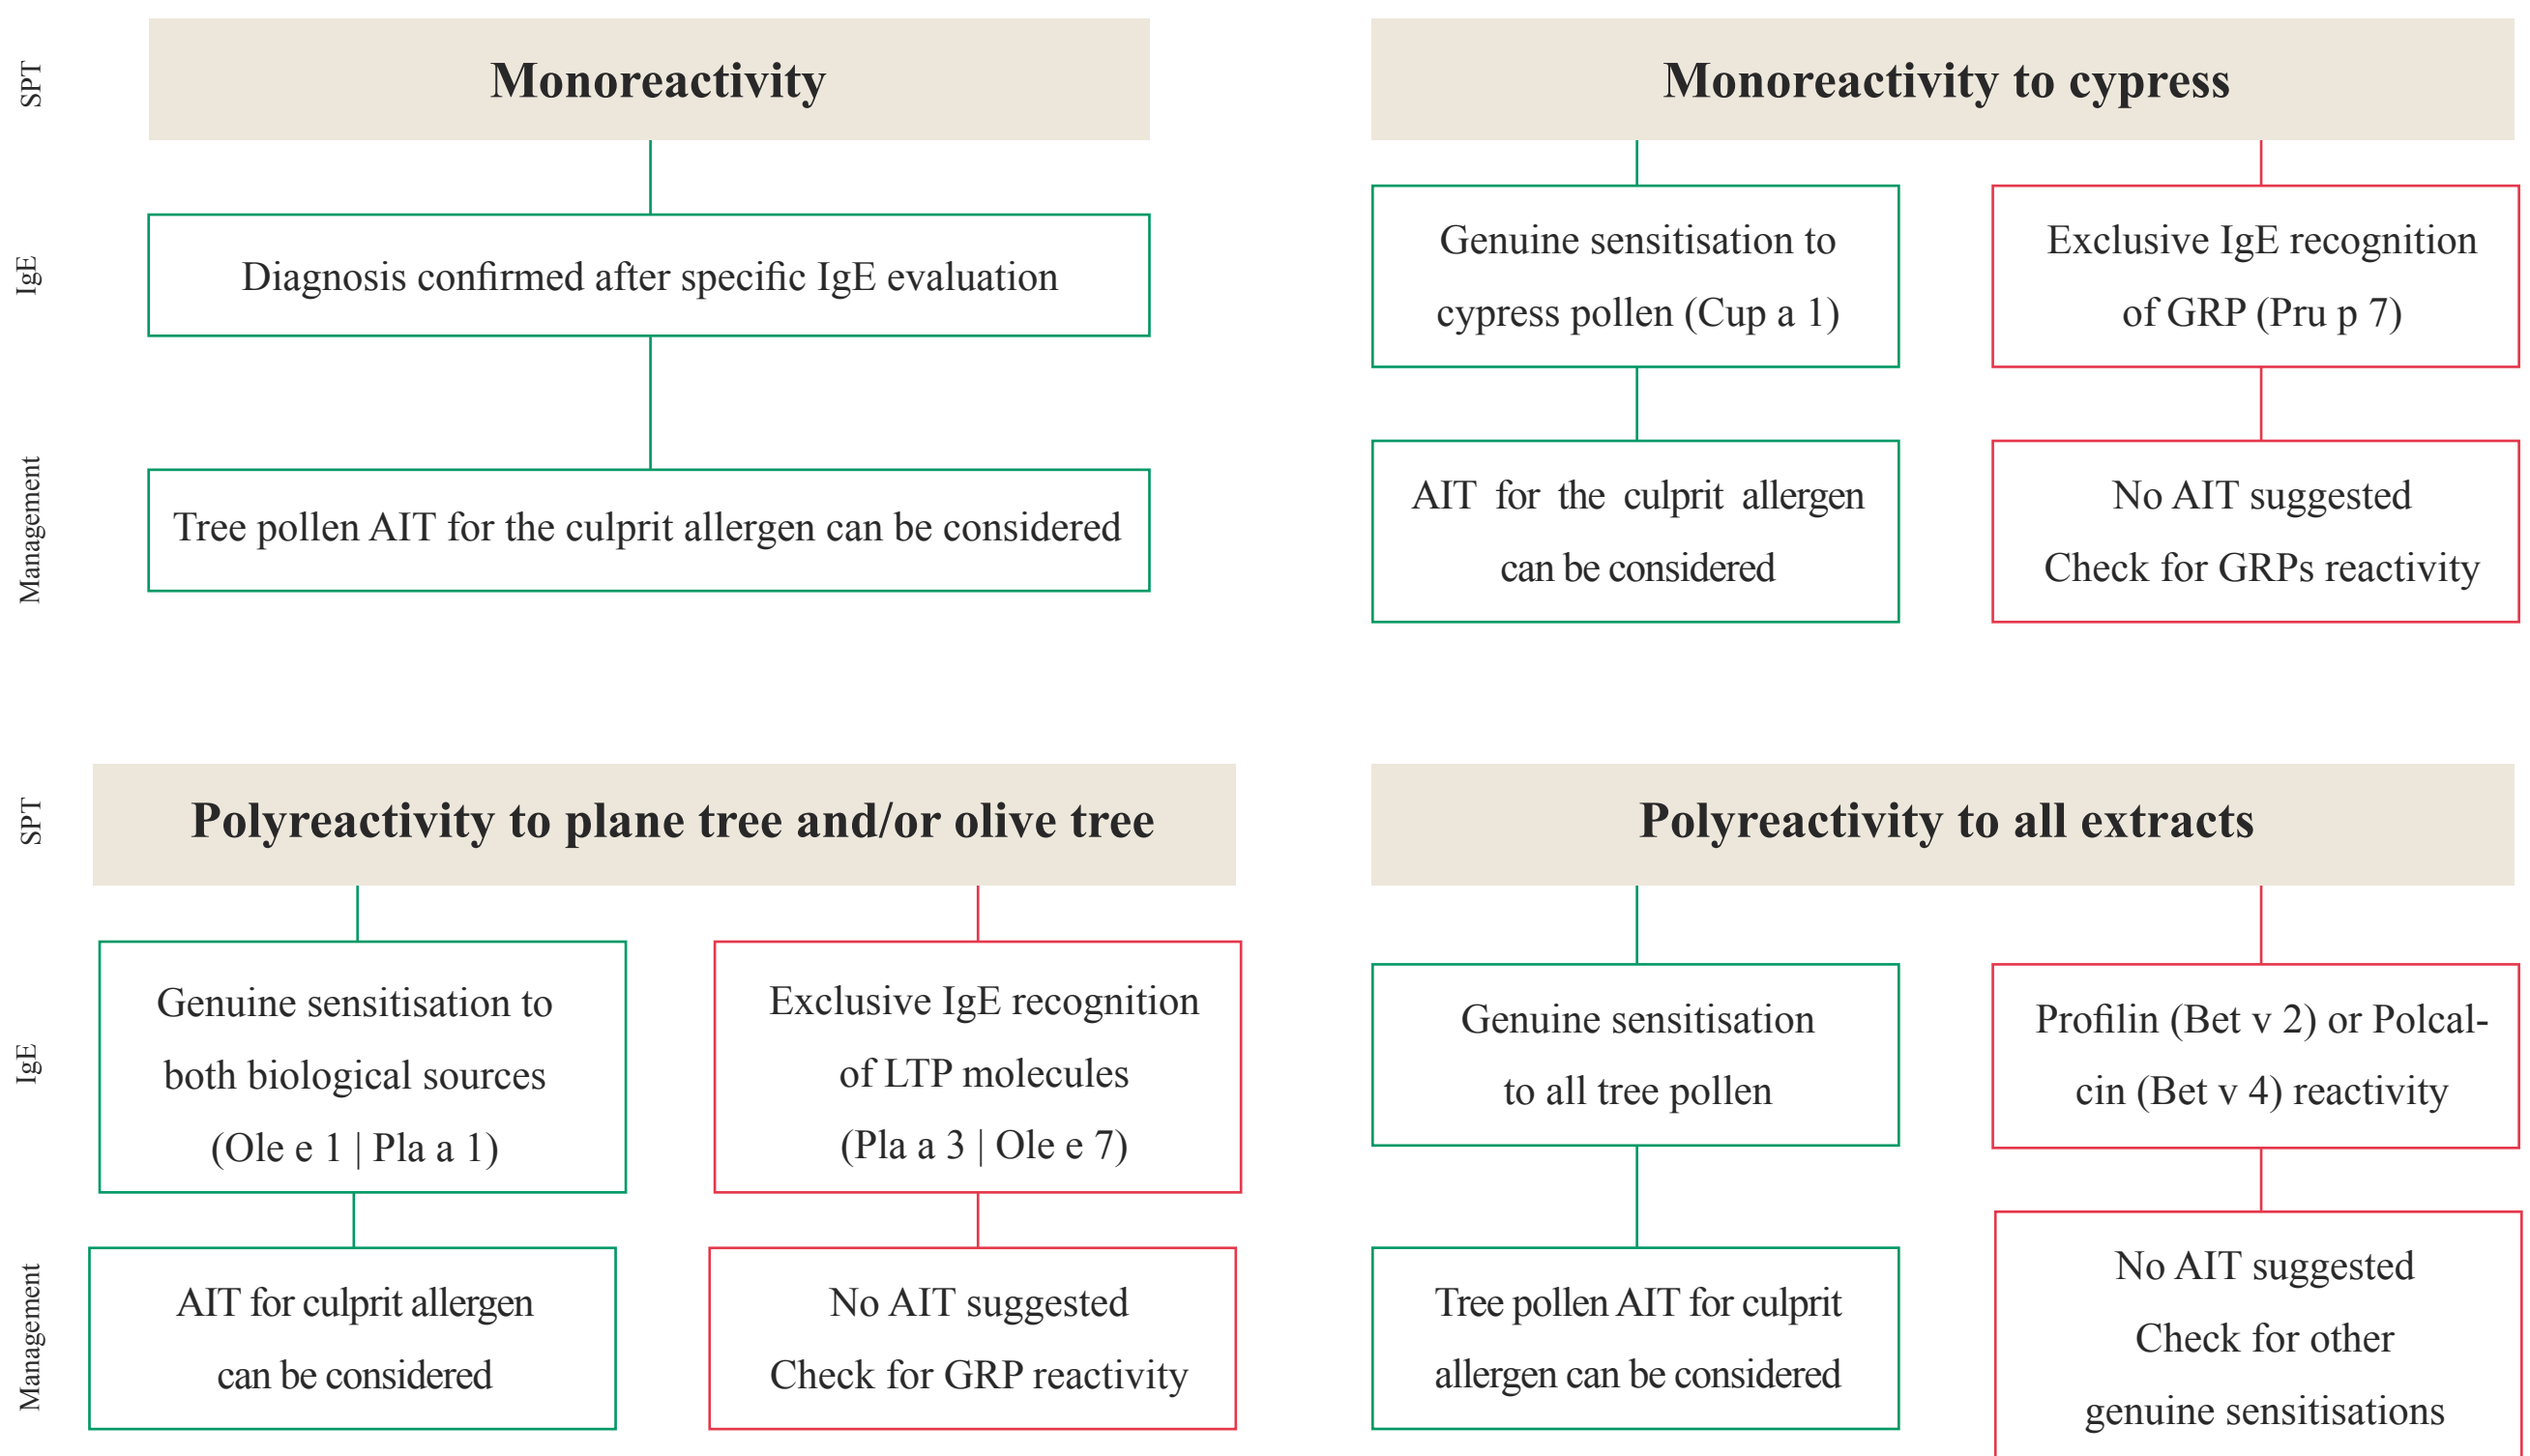 SPT
Monoreactivity
IgE
Diagnosis confirmed after specific IgE evaluation
Management
Tree pollen AIT for the culprit allergen can be considered
Monoreactivity to cypress
Genuine sensitisation to
cypress pollen (Cup a 1)
AIT for the culprit allergen
can be considered
Exclusive IgE recognition
of GRP (Pru p 7)
No AIT suggested
Check for GRPs reactivity
SPT
Polyreactivity to plane tree and/or olive tree
IgE
Genuine sensitisation to
both biological sources
(Ole e 1 | Pla a 1)
Management
AIT for culprit allergen
can be considered
Exclusive IgE recognition
of LTP molecules
(Pla a 3 | Ole e 7)
No AIT suggested
Check for GRP reactivity
Polyreactivity to all extracts
Genuine sensitisation
to all tree pollen
Tree pollen AIT for culprit
allergen can be considered
Profilin (Bet v 2) or Polcal-
cin (Bet v 4) reactivity
No AIT suggested
Check for other
genuine sensitisations